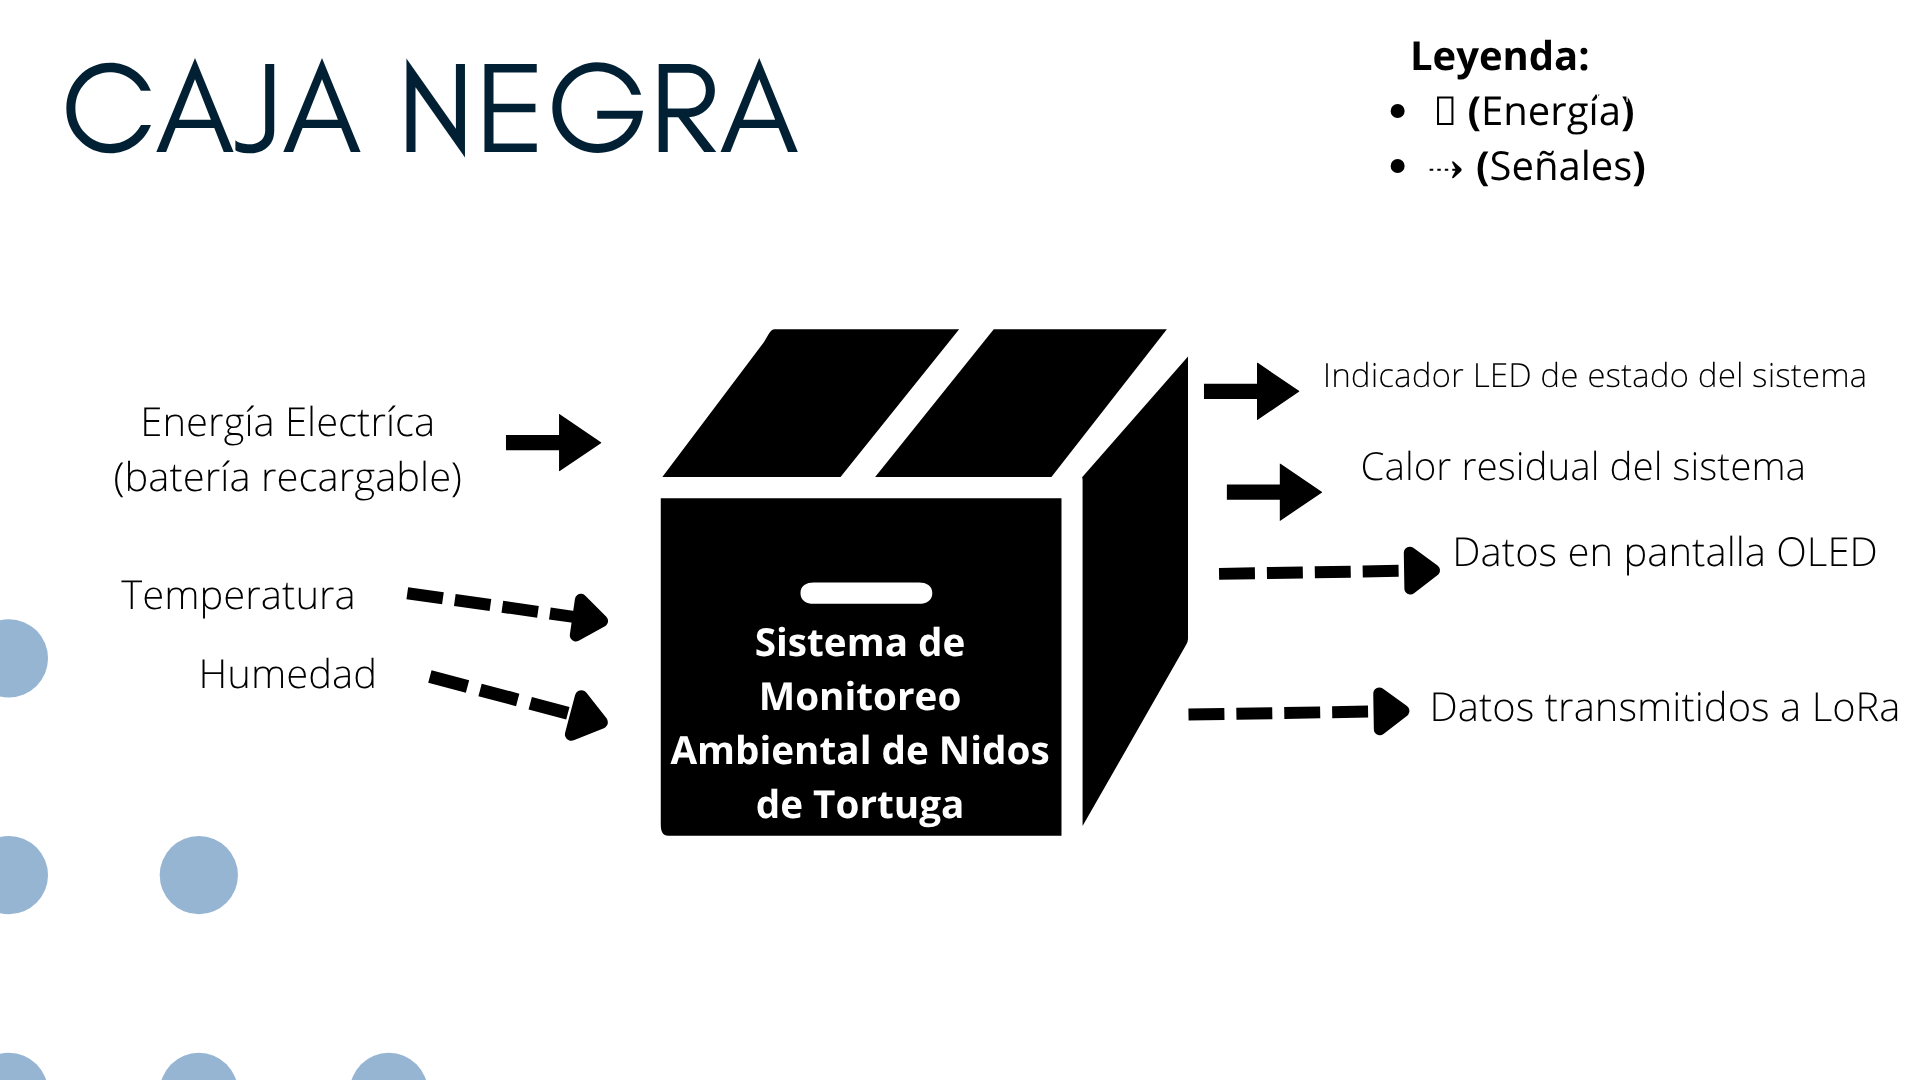 CAJA NEGRA
Leyenda:
• (Energía)
• ⇢ (Señales)
Energía Electríca
(batería recargable)
Temperatura
Humedad
Sistema de
Monitoreo
Ambiental de Nidos
de Tortuga
Indicador LED de estado del sistema
Calor residual del sistema
Datos en pantalla OLED
Datos transmitidos a LoRa